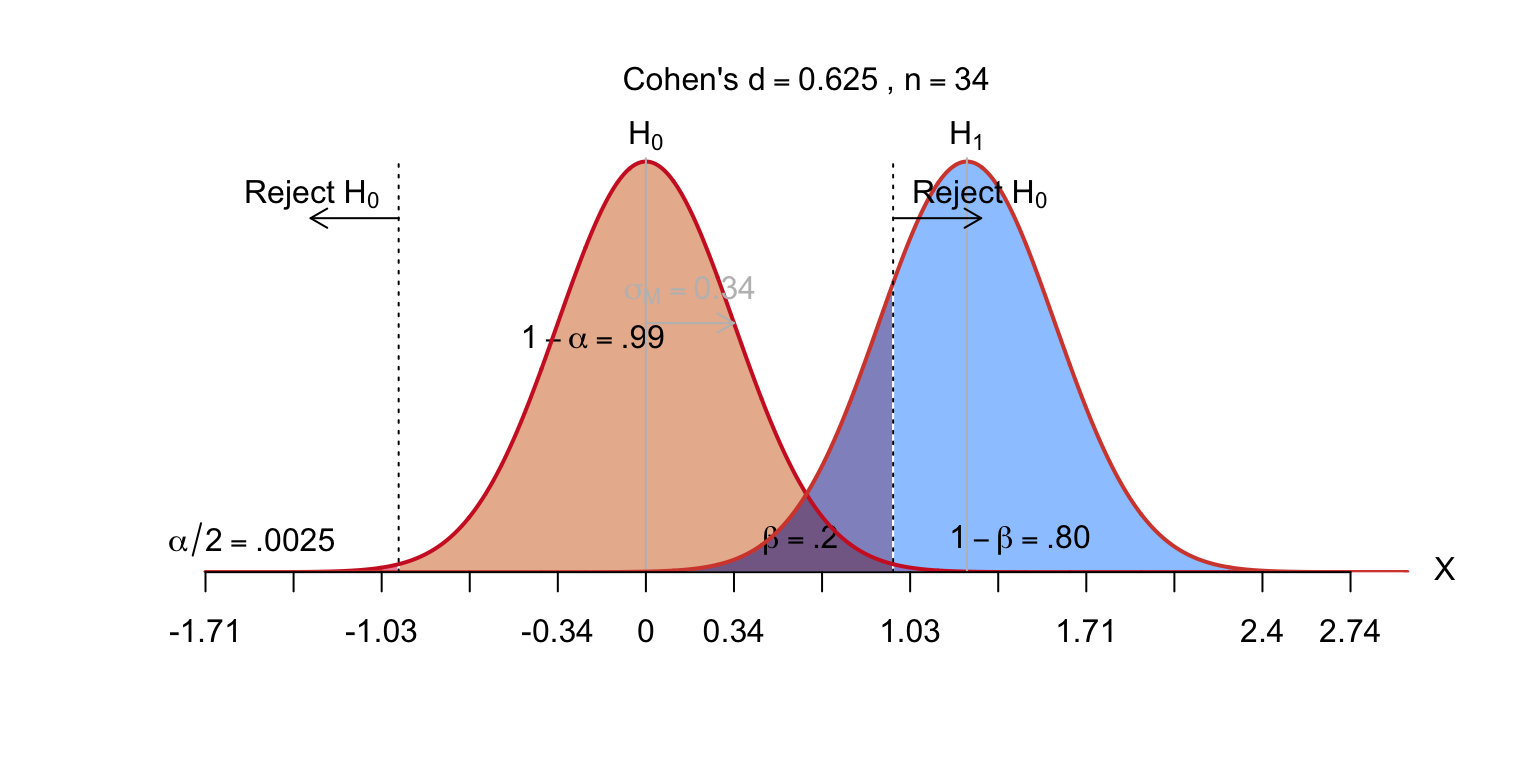 Cohen's d = 0.625 , n = 34
H₀ H₁
Reject H₀ Reject H₀
σM = 0.34
1 − α = .99
α/2 = .0025 β = .2 1 − β = .80
X
-1.71 -1.03 -0.34 0 0.34 1.03 1.71 2.4 2.74